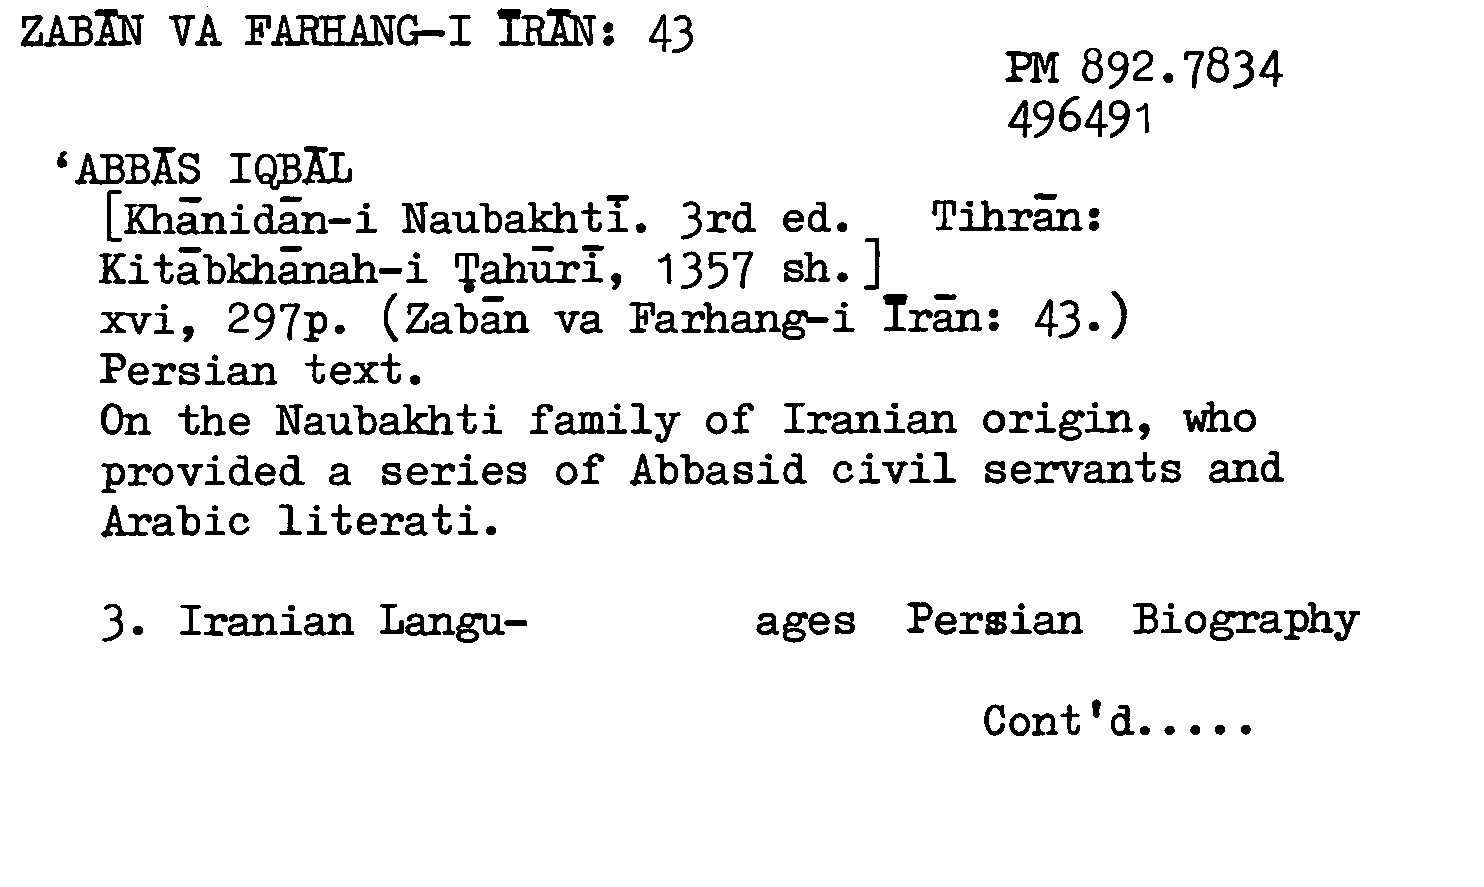 ZABĀN VA FARHANG-I ĪRĀN: 43
PM 892.7834
496491
‘ABBĀS IQBĀL
[Khānidān-i Naubakhtī. 3rd ed. Tihrān:
Kitābkhānah-i Ṭahūrī, 1357 sh.]
xvi, 297p. (Zabān va Farhang-i Īrān: 43.)
Persian text.
On the Naubakhti family of Iranian origin, who
provided a series of Abbasid civil servants and
Arabic literati.
3. Iranian Langu- ages Persian Biography
Cont'd.....